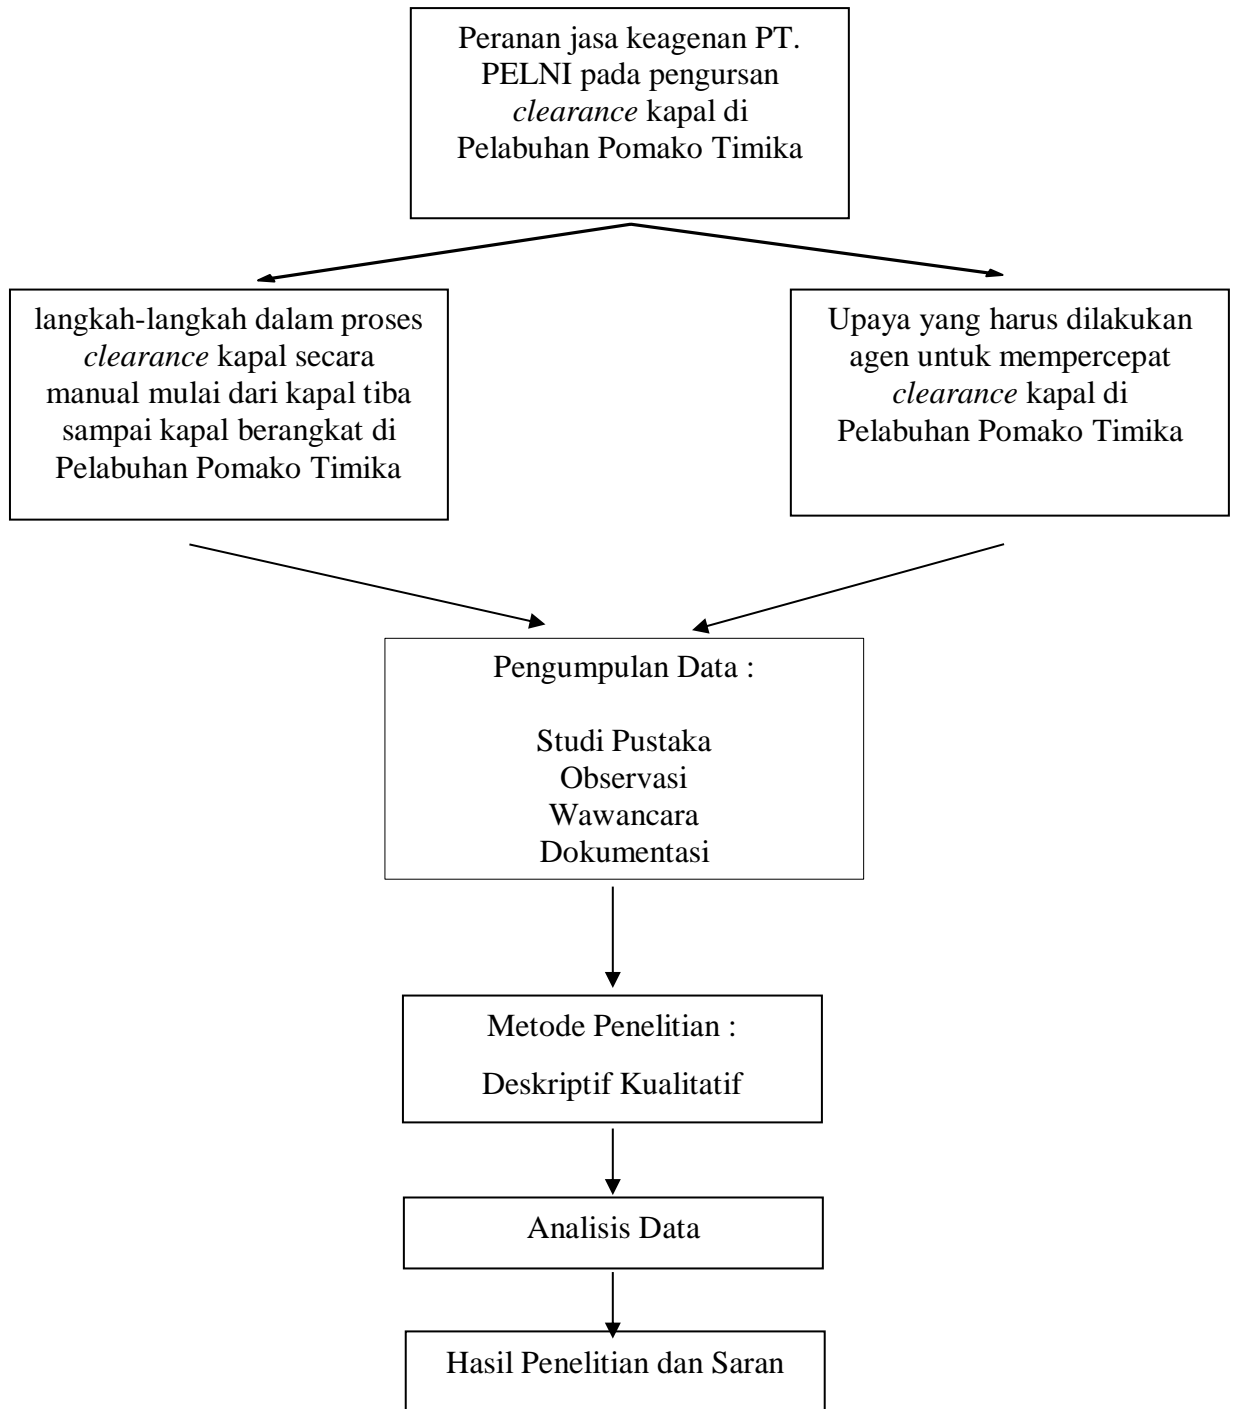 Peranan jasa keagenan PT.
PELNI pada pengursan
clearance kapal di
Pelabuhan Pomako Timika
langkah-langkah dalam proses
clearance kapal secara
manual mulai dari kapal tiba
sampai kapal berangkat di
Pelabuhan Pomako Timika
Upaya yang harus dilakukan
agen untuk mempercepat
clearance kapal di
Pelabuhan Pomako Timika
Pengumpulan Data :
Studi Pustaka
Observasi
Wawancara
Dokumentasi
Metode Penelitian :
Deskriptif Kualitatif
Analisis Data
Hasil Penelitian dan Saran